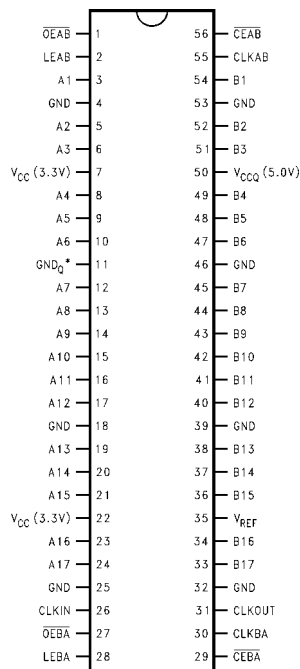 OEAB 1 56 CEAB
LEAB 2 55 CLKAB
A1 3 54 B1
GND 4 53 GND
A2 5 52 B2
A3 6 51 B3
VCC (3.3V) 7 50 VCCQ (5.0V)
A4 8 49 B4
A5 9 48 B5
A6 10 47 B6
GNDQ* 11 46 GND
A7 12 45 B7
A8 13 44 B8
A9 14 43 B9
A10 15 42 B10
A11 16 41 B11
A12 17 40 B12
GND 18 39 GND
A13 19 38 B13
A14 20 37 B14
A15 21 36 B15
VCC (3.3V) 22 35 VREF
A16 23 34 B16
A17 24 33 B17
GND 25 32 GND
CLKIN 26 31 CLKOUT
OEBA 27 30 CLKBA
LEBA 28 29 CEBA